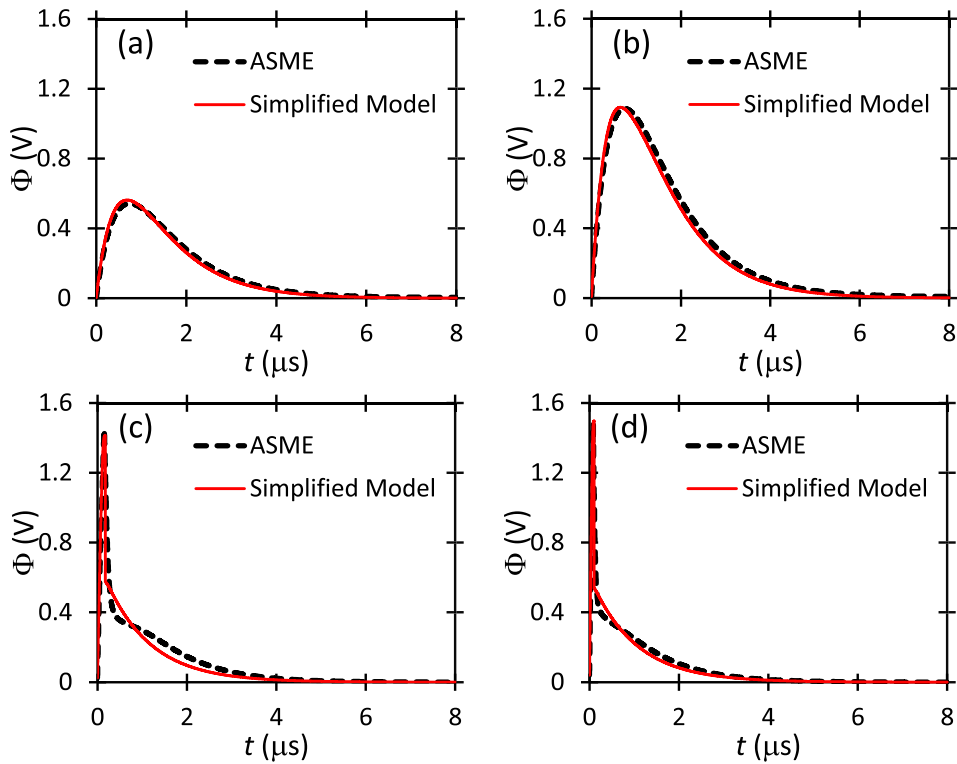 1.6
(a)
ASME
1.2
Simplified Model
Φ (V)
0.8
0.4
0
0 2 4 6 8
t (μs)
1.6
(b)
ASME
1.2
Simplified Model
Φ (V)
0.8
0.4
0
0 2 4 6 8
t (μs)
1.6
(c)
ASME
1.2
Simplified Model
Φ (V)
0.8
0.4
0
0 2 4 6 8
t (μs)
1.6
(d)
ASME
1.2
Simplified Model
Φ (V)
0.8
0.4
0
0 2 4 6 8
t (μs)